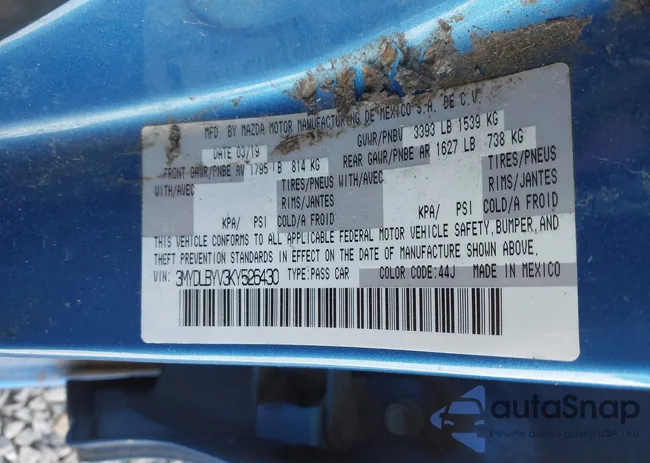 MFD. BY MAZDA MOTOR MANUFACTURING DE MEXICO S.A. DE C.V.
DATE 03/19 GVWR/PNBV 3393 LB 1539 KG
FRONT GAWR/PNBE AV 1795 LB 814 KG REAR GAWR/PNBE AR 1627 LB 738 KG
WITH/AVEC TIRES/PNEUS WITH/AVEC TIRES/PNEUS
RIMS/JANTES RIMS/JANTES
KPA/ PSI COLD/A FROID KPA/ PSI COLD/A FROID
THIS VEHICLE CONFORMS TO ALL APPLICABLE FEDERAL MOTOR VEHICLE SAFETY, BUMPER, AND
THEFT PREVENTION STANDARDS IN EFFECT ON THE DATE OF MANUFACTURE SHOWN ABOVE.
VIN: 3MYDLBYV3KY526430 TYPE:PASS CAR COLOR CODE:44J MADE IN MEXICO
autoSnap